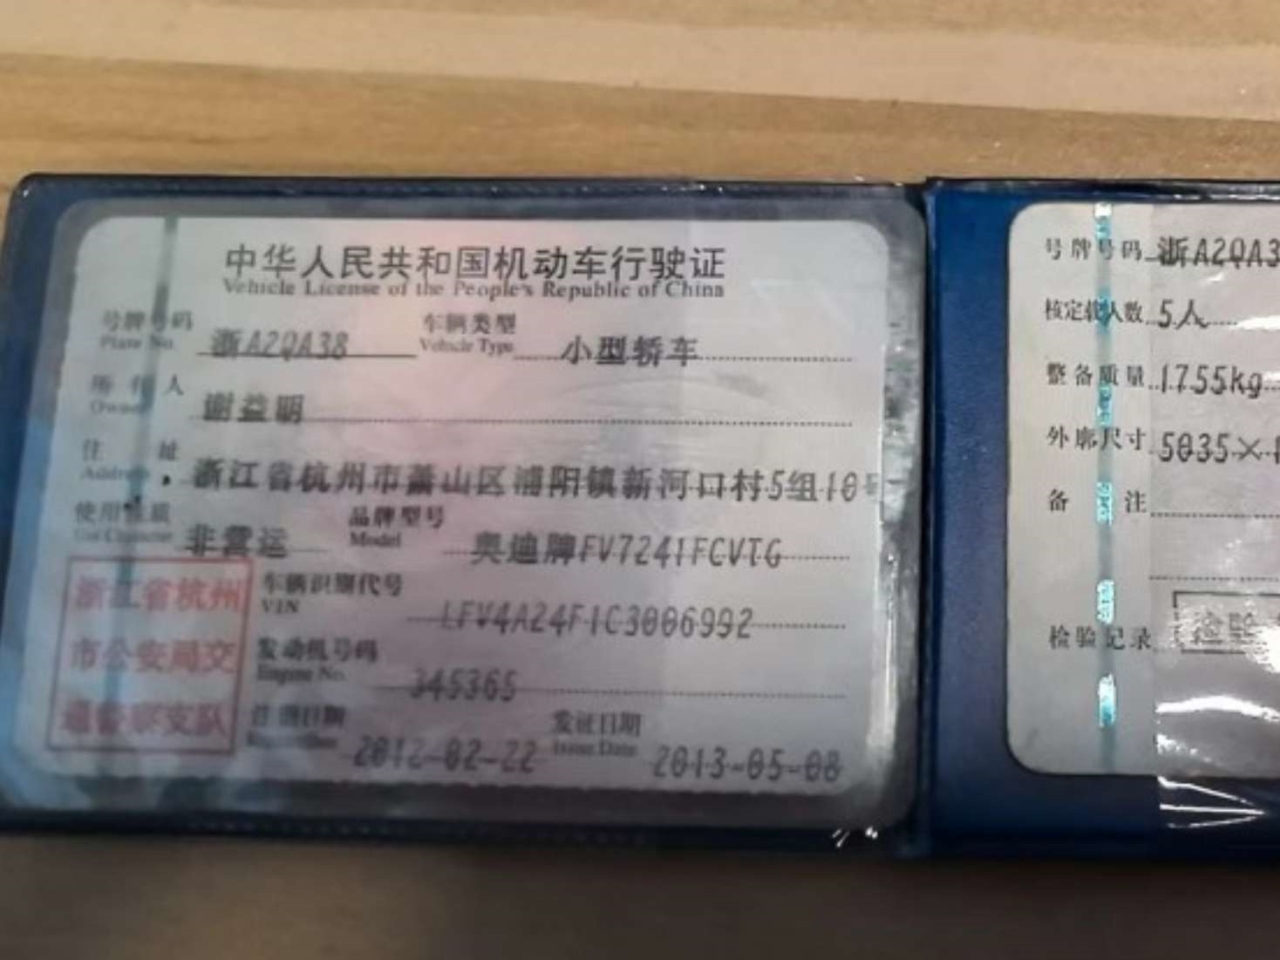 中华人民共和国机动车行驶证
Vehicle License of the People's Republic of China
号牌号码 浙A2QA38 车辆类型 小型轿车
Plate No. Vehicle Type
所有人 谢益明
Owner
住址 浙江省杭州市萧山区浦阳镇新河口村5组10号
Address
使用性质 非营运 品牌型号 奥迪牌FV7241FCVTG
Use Character Model
车辆识别代号 LFV4A24F1C3006992
VIN
发动机号码 345365
Engine No.
注册日期 2012-02-22 发证日期 2013-05-08
Issue Date
浙江省杭州
市公安局交
通警察支队
号牌号码 浙A2QA3
核定载人数 5人
整备质量 1755kg
外廓尺寸 5035×1
备注
检验记录 检验